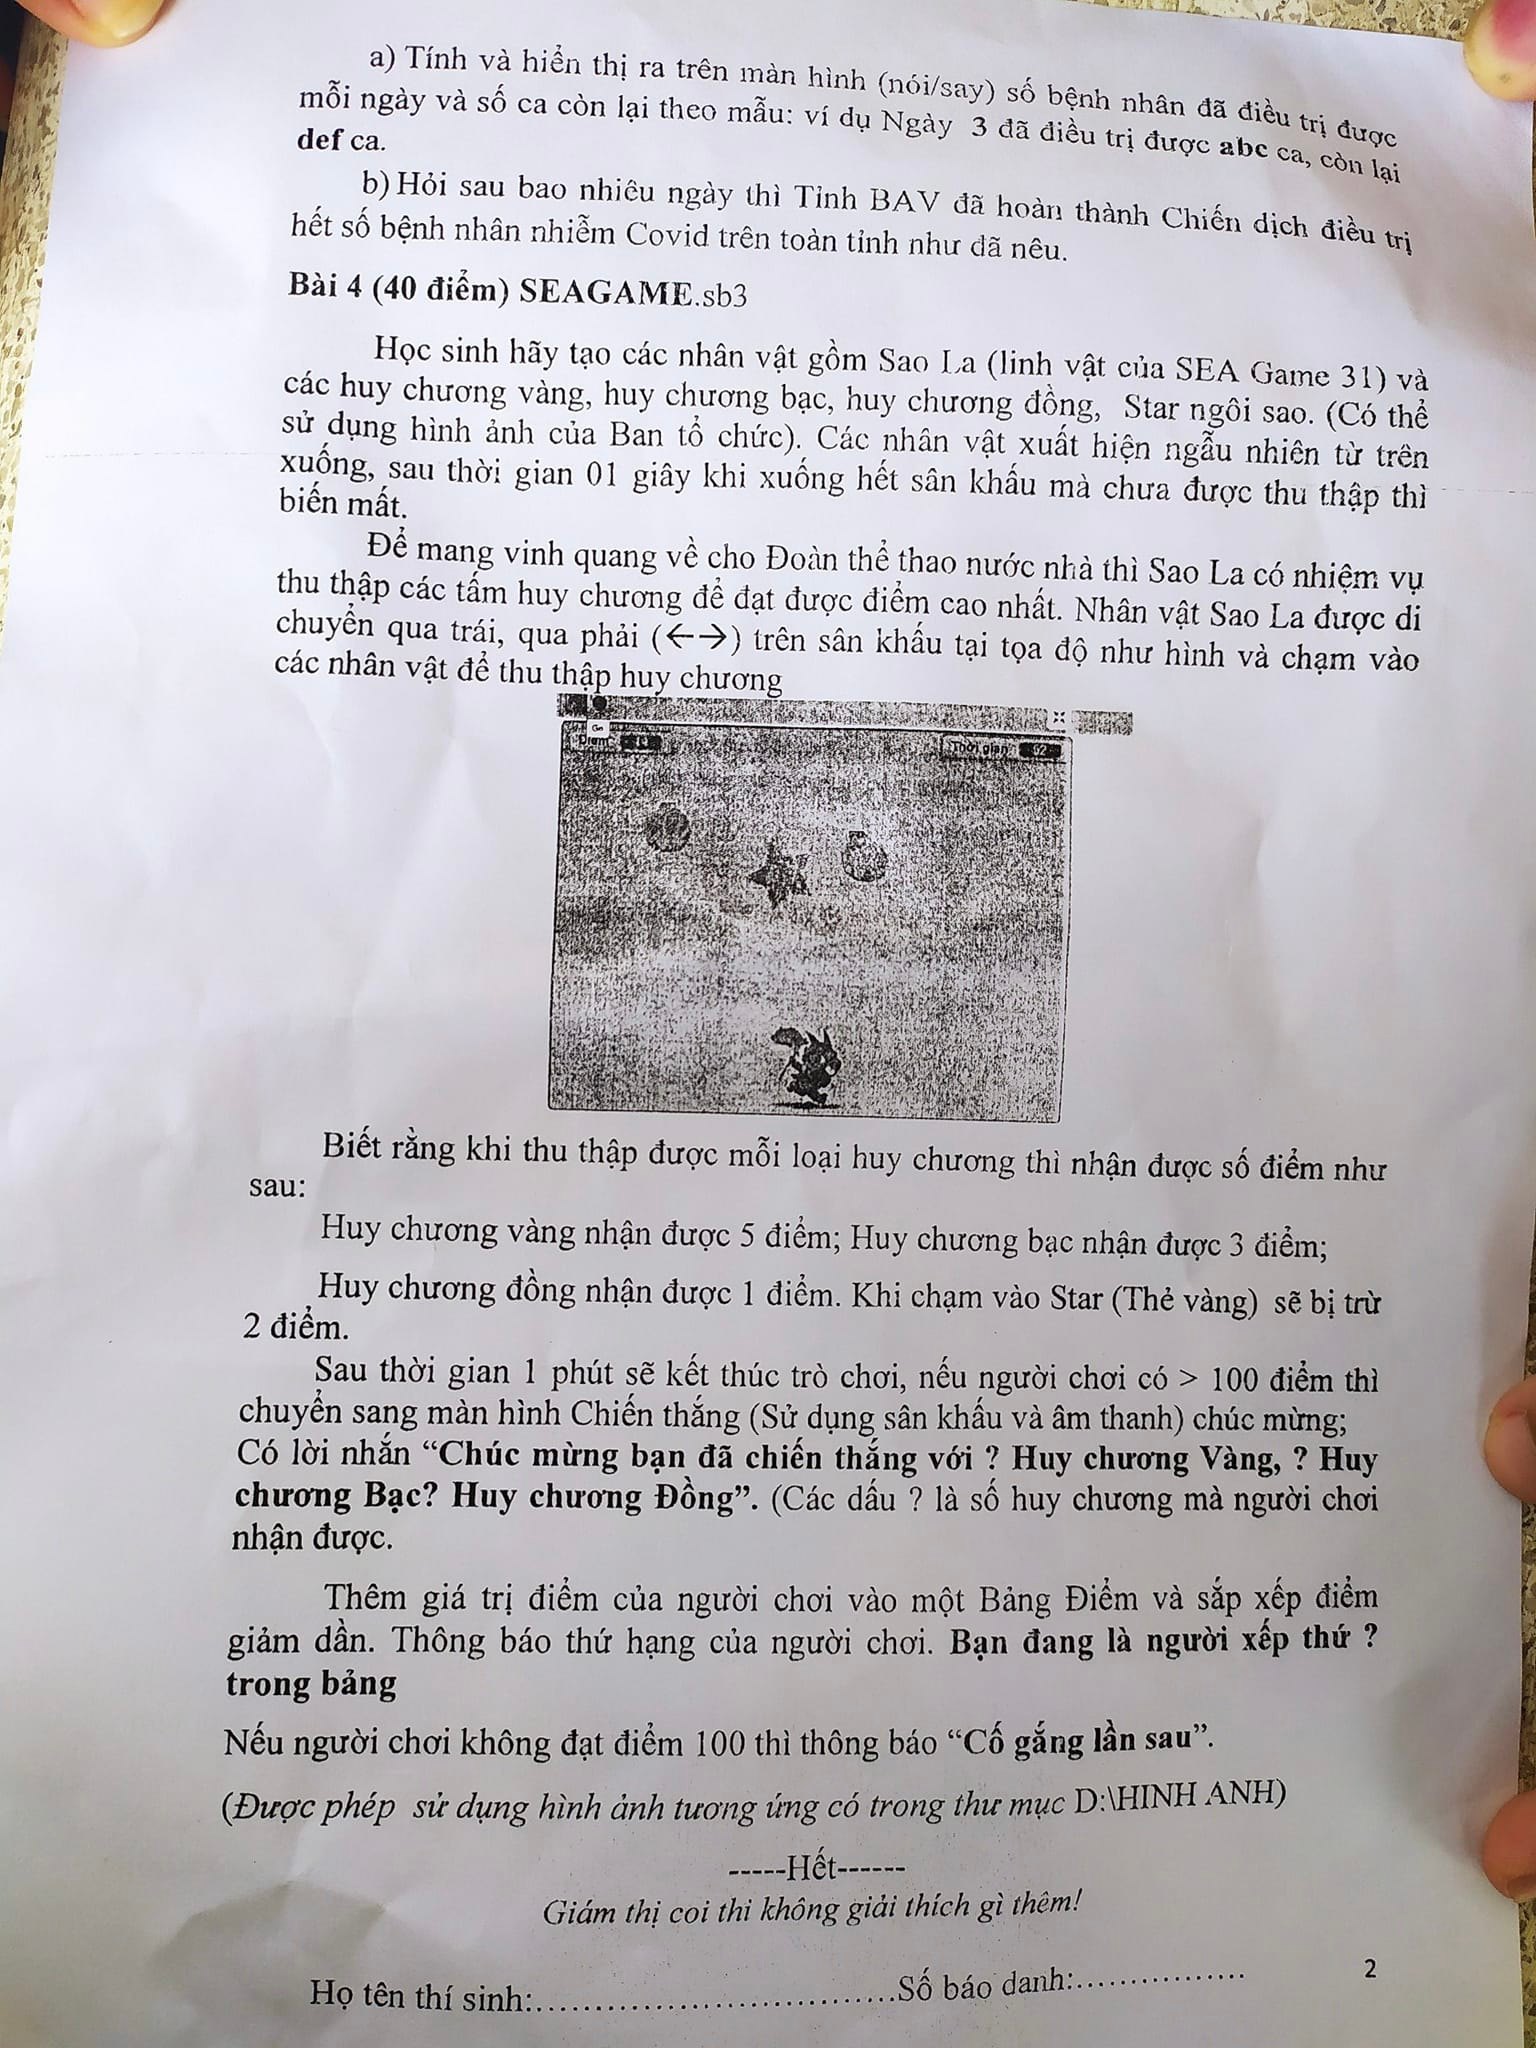 a) Tính và hiển thị ra trên màn hình (nói/say) số bệnh nhân đã điều trị được
mỗi ngày và số ca còn lại theo mẫu: ví dụ Ngày 3 đã điều trị được abc ca, còn lại
def ca.
b) Hỏi sau bao nhiêu ngày thì Tỉnh BAV đã hoàn thành Chiến dịch điều trị
hết số bệnh nhân nhiễm Covid trên toàn tỉnh như đã nêu.
Bài 4 (40 điểm) SEAGAME.sb3
Học sinh hãy tạo các nhân vật gồm Sao La (linh vật của SEA Game 31) và
các huy chương vàng, huy chương bạc, huy chương đồng, Star ngôi sao. (Có thể
sử dụng hình ảnh của Ban tổ chức). Các nhân vật xuất hiện ngẫu nhiên từ trên
xuống, sau thời gian 01 giây khi xuống hết sân khấu mà chưa được thu thập thì
biến mất.
Để mang vinh quang về cho Đoàn thể thao nước nhà thì Sao La có nhiệm vụ
thu thập các tấm huy chương để đạt được điểm cao nhất. Nhân vật Sao La được di
chuyển qua trái, qua phải (←→) trên sân khấu tại tọa độ như hình và chạm vào
các nhân vật để thu thập huy chương
Thời gian 52
Biết rằng khi thu thập được mỗi loại huy chương thì nhận được số điểm như
sau:
Huy chương vàng nhận được 5 điểm; Huy chương bạc nhận được 3 điểm;
Huy chương đồng nhận được 1 điểm. Khi chạm vào Star (Thẻ vàng) sẽ bị trừ
2 điểm.
Sau thời gian 1 phút sẽ kết thúc trò chơi, nếu người chơi có > 100 điểm thì
chuyển sang màn hình Chiến thắng (Sử dụng sân khấu và âm thanh) chúc mừng;
Có lời nhắn “Chúc mừng bạn đã chiến thắng với ? Huy chương Vàng, ? Huy
chương Bạc? Huy chương Đồng”. (Các dấu ? là số huy chương mà người chơi
nhận được.
Thêm giá trị điểm của người chơi vào một Bảng Điểm và sắp xếp điểm
giảm dần. Thông báo thứ hạng của người chơi. Bạn đang là người xếp thứ ?
trong bảng
Nếu người chơi không đạt điểm 100 thì thông báo “Cố gắng lần sau”.
(Được phép sử dụng hình ảnh tương ứng có trong thư mục D:\HINH ANH)
-----Hết------
Giám thị coi thi không giải thích gì thêm!
2
Họ tên thí sinh:.................................Số báo danh:................